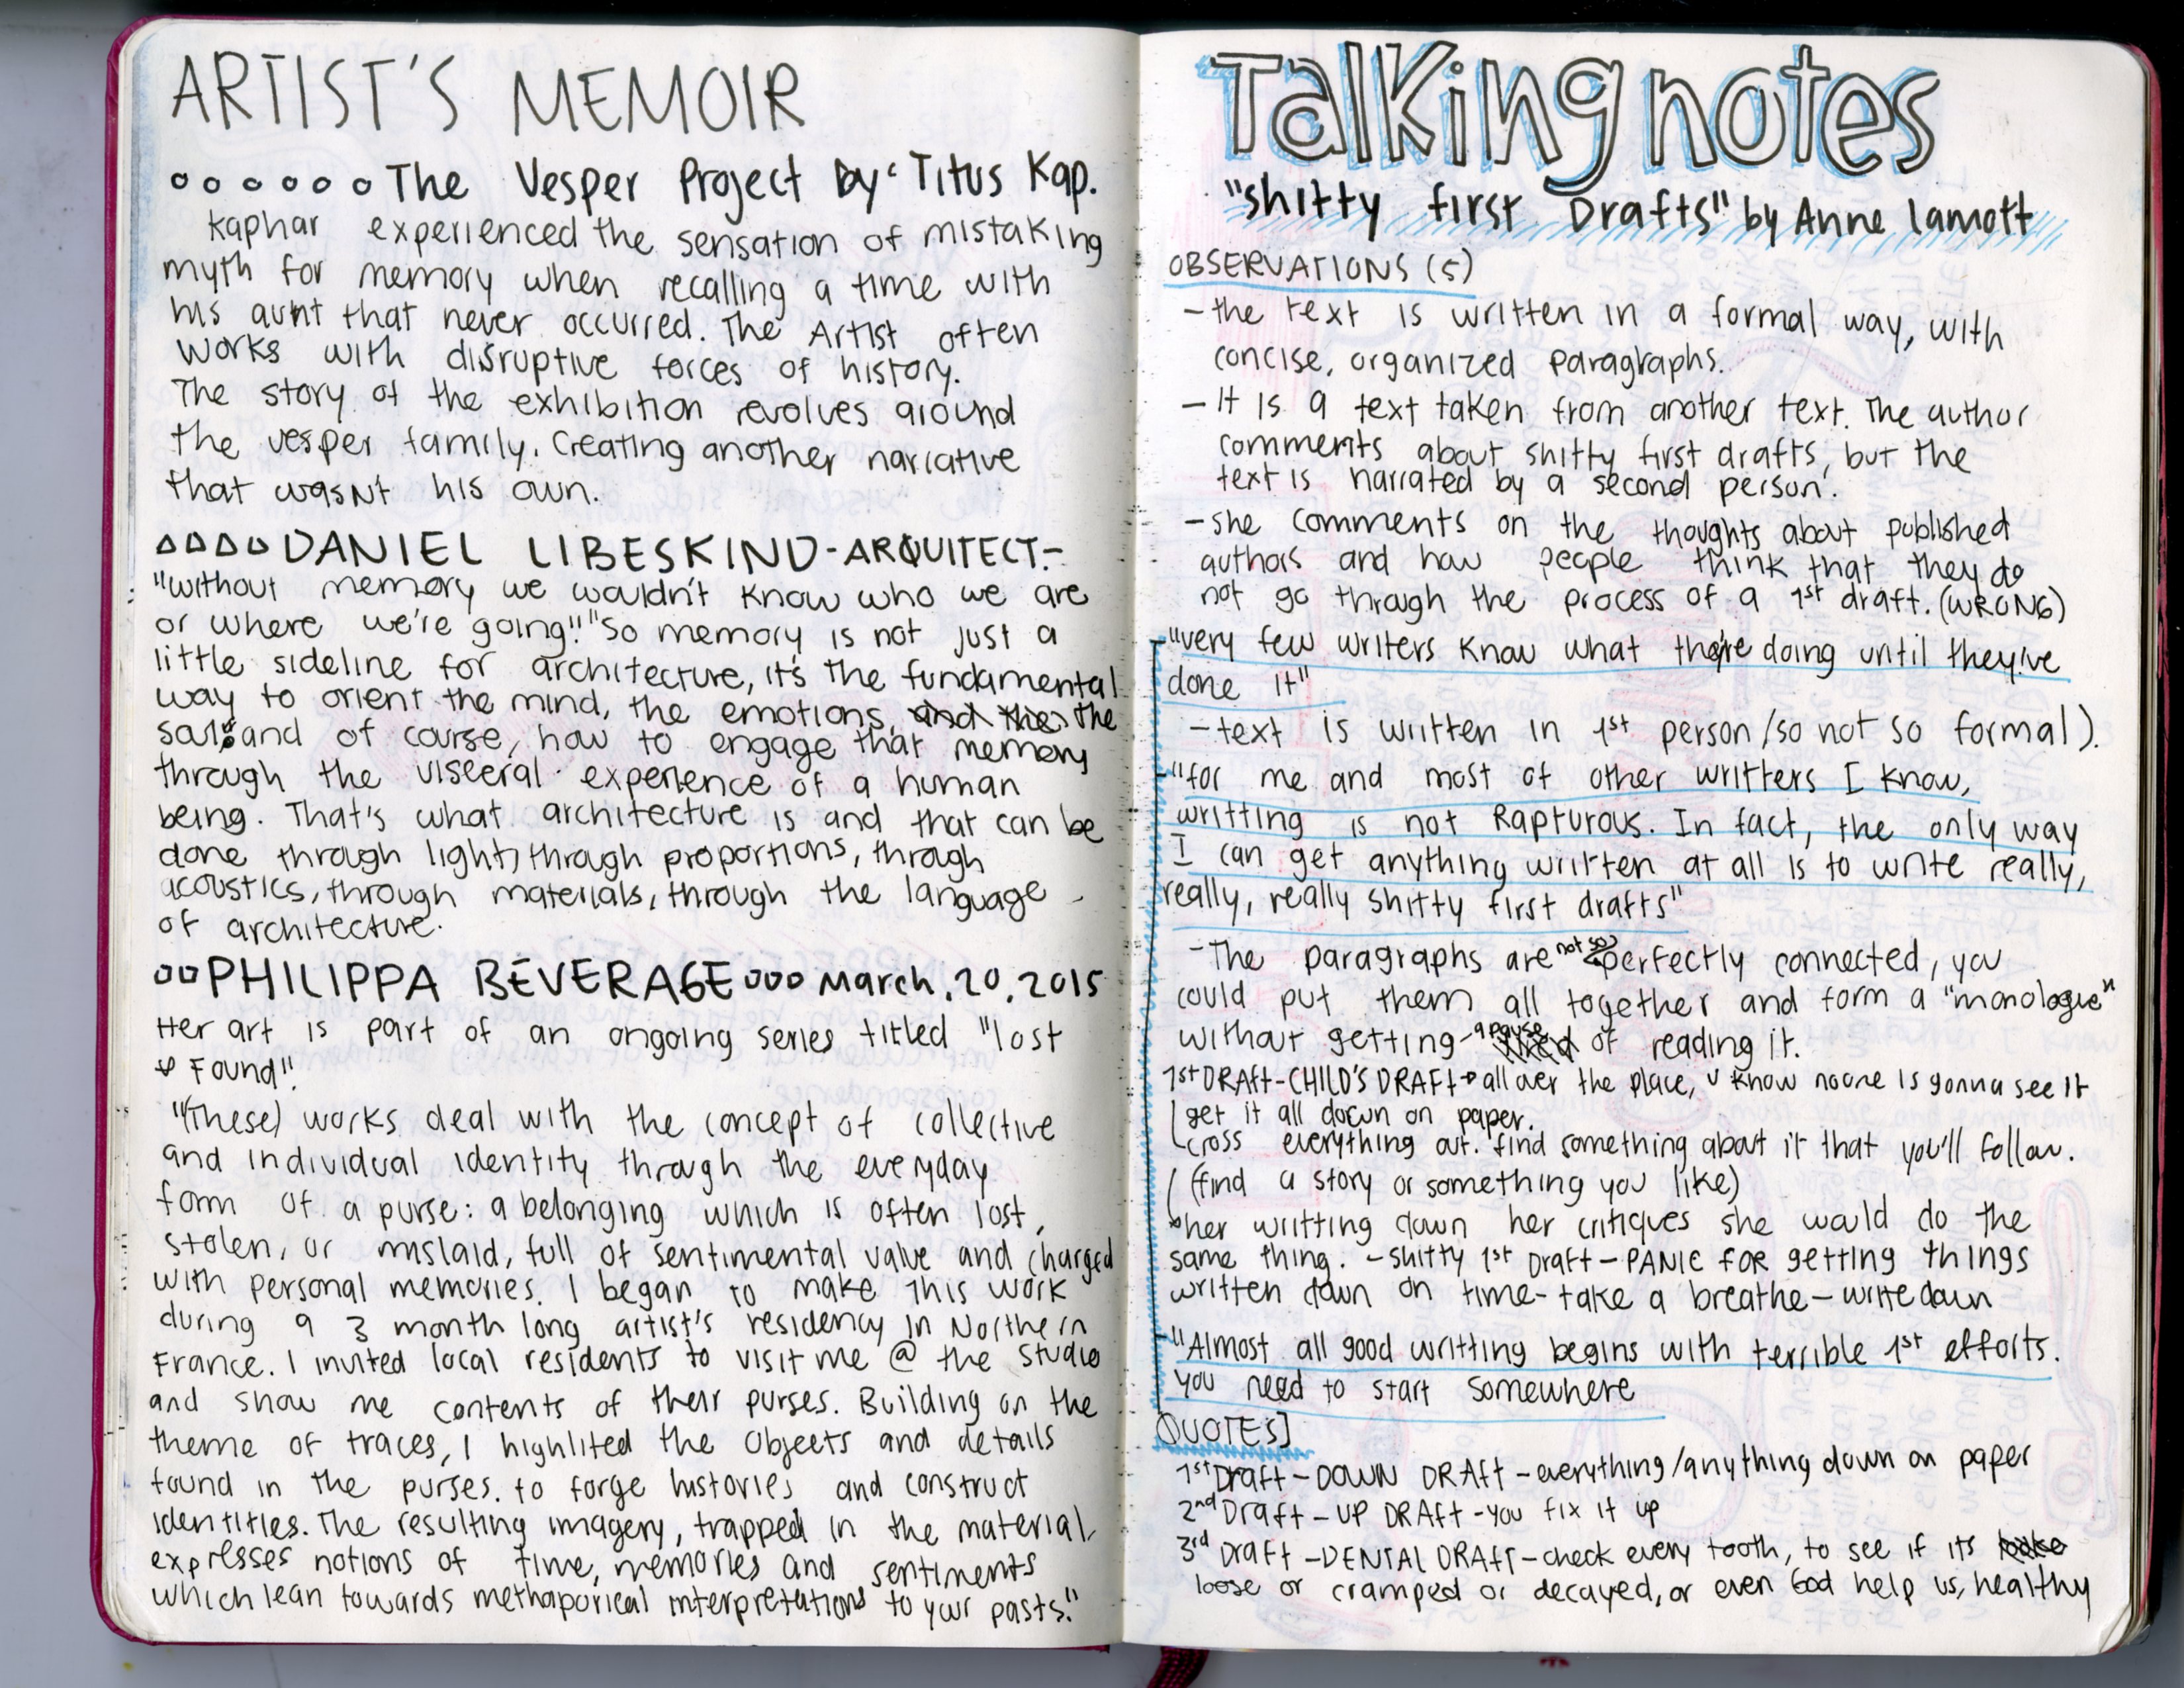 ARTIST'S MEMOIR
The Vesper Project by: Titus Kap.
Kaphar experienced the sensation of mistaking
myth for memory when recalling a time with
his aunt that never occurred. The Artist often
works with disruptive forces of history.
The story of the exhibition revolves around
the vesper family. Creating another narrative
that wasn't his own.
DANIEL LIBESKIND-ARQUITECT.-
"without memory we wouldn't know who we are
or where we're going!" "So memory is not just a
little sideline for architecture, it's the fundamental
way to orient the mind, the emotions, and the the
and of course, how to engage that memory
through the visceral experience of a human
being. That's what architecture is and that can be
done through light, through proportions, through
acoustics, through materials, through the language
of architecture.
PHILIPPA BEVERAGE March.20.2015
Her art is part of an ongoing series titled "lost
& Found".
"(These) works deal with the concept of collective
and individual identity through the everyday
form of a purse: a belonging which is often lost,
stolen, or mislaid, full of sentimental value and charged
with personal memories. I began to make this work
during a 3 month long artist's residency in Northern
France. I invited local residents to visit me @ the studio
and show me contents of their purses. Building on the
theme of traces, I highlited the objects and details
found in the purses. to forge histories and construct
identities. The resulting imagery, trapped in the material,
expresses notions of time, memories and sentiments
which lean towards methaporical interpretations to your pasts."
Talking notes
"shitty first Drafts" by Anne lamott
OBSERVATIONS (5)
- the text is written in a formal way, with
concise, organized paragraphs.
- It is a text taken from another text. The author
comments about shitty first drafts, but the
text is narrated by a second person.
- she comments on the thoughts about published
authors and how people think that they do
not go through the process of a 1st draft. (WRONG)
"very few writers know what they're doing until they've
done it"
- text is written in 1st person/so not so formal).
"for me and most of other writters I know,
writting is not Rapturous. In fact, the only way
I can get anything written at all is to write really,
really, really shitty first drafts"
- The paragraphs are not so perfectly connected, you
could put them all together and form a "monologue"
without getting a pause of reading it.
1st DRAft-CHILD'S DRAFT→all over the place, u know noone is gonna see it
get it all down on paper.
cross everything out. find something about it that you'll follow.
(find a story or something you like)
her writting down her critiques she would do the
same thing. - shitty 1st Draft - PANIC FOR getting things
written down on time - take a breathe - write down
"Almost all good writting begins with terrible 1st efforts.
you need to start somewhere
QUOTES]
1st Draft - DOWN DRAft - everything/anything down on paper
2nd Draft - UP DRAft - you fix it up
3rd Draft - DENTAL DRAft - check every tooth, to see if its
loose or cramped or decayed, or even God help us, healthy